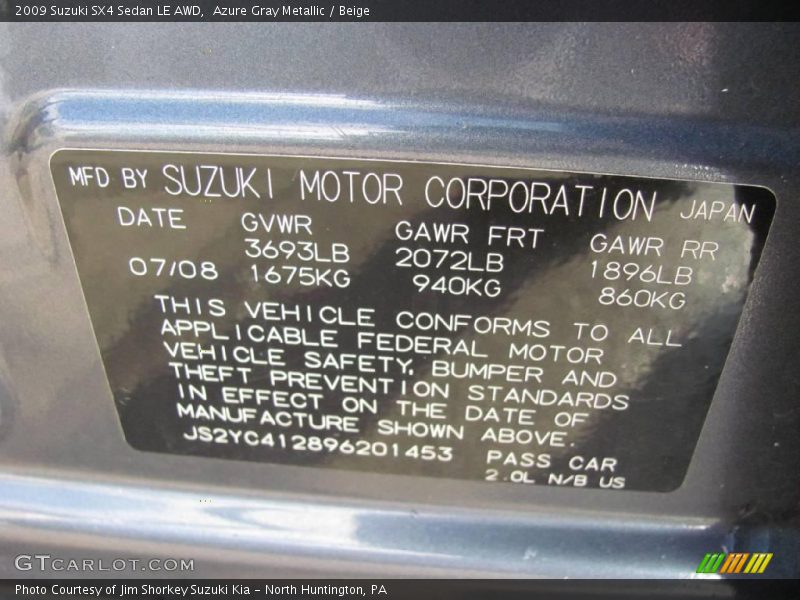 2009 Suzuki SX4 Sedan LE AWD,  Azure Gray Metallic / Beige
MFD BY SUZUKI MOTOR CORPORATION JAPAN
DATE GVWR GAWR FRT GAWR RR
3693LB 2072LB 1896LB
07/08 1675KG 940KG 860KG
THIS VEHICLE CONFORMS TO ALL
APPLICABLE FEDERAL MOTOR
VEHICLE SAFETY, BUMPER AND
THEFT PREVENTION STANDARDS
IN EFFECT ON THE DATE OF
MANUFACTURE SHOWN ABOVE.
JS2YC412896201453 PASS CAR
2.0L N/B US
GTCARLOT.COM
Photo Courtesy of Jim Shorkey Suzuki Kia - North Huntington, PA